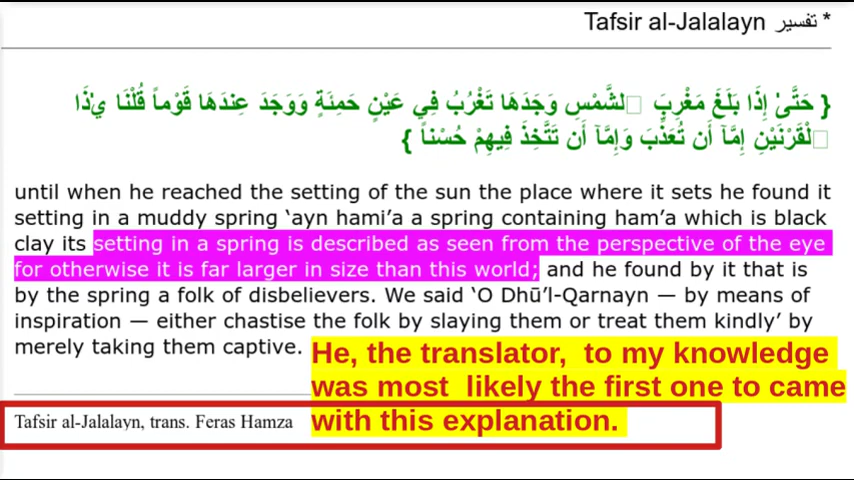 * تفسير Tafsir al-Jalalayn
{ حَتَّىٰ إِذَا بَلَغَ مَغْرِبَ □لشَّمْسِ وَجَدَهَا تَغْرُبُ فِي عَيْنٍ حَمِئَةٍ وَوَجَدَ عِندَهَا قَوْماً قُلْنَا يٰذَا
□لْقَرْنَيْنِ إِمَّآ أَن تُعَذِّبَ وَإِمَّآ أَن تَتَّخِذَ فِيهِمْ حُسْناً }
until when he reached the setting of the sun the place where it sets he found it
setting in a muddy spring ‘ayn hami’a a spring containing ham’a which is black
clay its setting in a spring is described as seen from the perspective of the eye
for otherwise it is far larger in size than this world; and he found by it that is
by the spring a folk of disbelievers. We said ‘O Dhū’l-Qarnayn — by means of
inspiration — either chastise the folk by slaying them or treat them kindly’ by
merely taking them captive.
He, the translator, to my knowledge
was most likely the first one to came
with this explanation.
Tafsir al-Jalalayn, trans. Feras Hamza